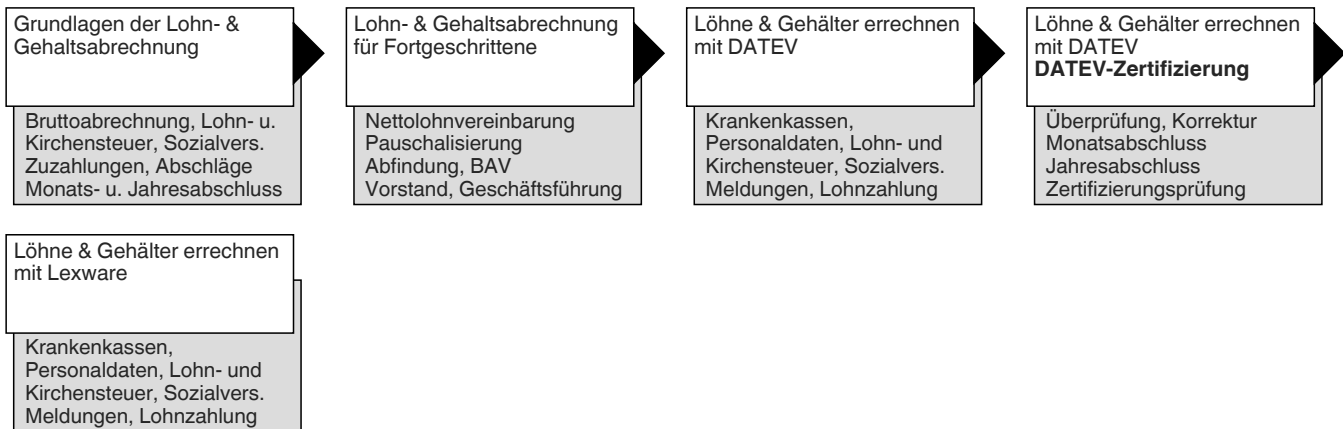 Grundlagen der Lohn- &
Gehaltsabrechnung
Bruttoabrechnung, Lohn- u.
Kirchensteuer, Sozialvers.
Zuzahlungen, Abschläge
Monats- u. Jahresabschluss
Lohn- & Gehaltsabrechnung
für Fortgeschrittene
Nettolohnvereinbarung
Pauschalisierung
Abfindung, BAV
Vorstand, Geschäftsführung
Löhne & Gehälter errechnen
mit DATEV
Krankenkassen,
Personaldaten, Lohn- und
Kirchensteuer, Sozialvers.
Meldungen, Lohnzahlung
Löhne & Gehälter errechnen
mit DATEV
DATEV-Zertifizierung
Überprüfung, Korrektur
Monatsabschluss
Jahresabschluss
Zertifizierungsprüfung
Löhne & Gehälter errechnen
mit Lexware
Krankenkassen,
Personaldaten, Lohn- und
Kirchensteuer, Sozialvers.
Meldungen, Lohnzahlung